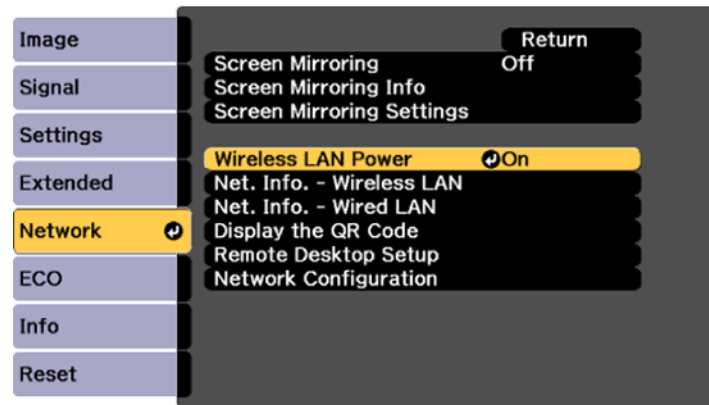 Image
Signal
Settings
Extended
Network
ECO
Info
Reset
Return
Screen Mirroring Off
Screen Mirroring Info
Screen Mirroring Settings
Wireless LAN Power On
Net. Info. - Wireless LAN
Net. Info. - Wired LAN
Display the QR Code
Remote Desktop Setup
Network Configuration